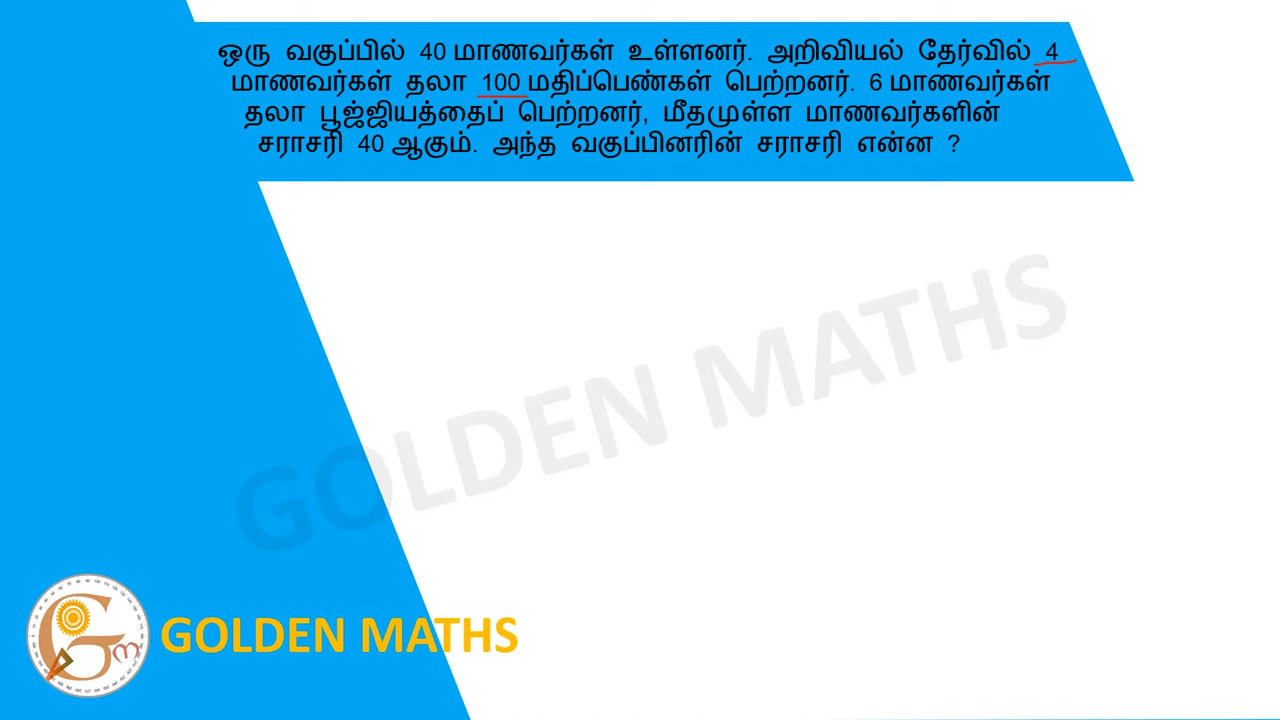 ஒரு வகுப்பில் 40 மாணவர்கள் உள்ளனர். அறிவியல் தேர்வில் 4
மாணவர்கள் தலா 100 மதிப்பெண்கள் பெற்றனர். 6 மாணவர்கள்
தலா பூஜ்ஜியத்தைப் பெற்றனர், மீதமுள்ள மாணவர்களின்
சராசரி 40 ஆகும். அந்த வகுப்பினரின் சராசரி என்ன ?
GOLDEN MATHS
GOLDEN MATHS